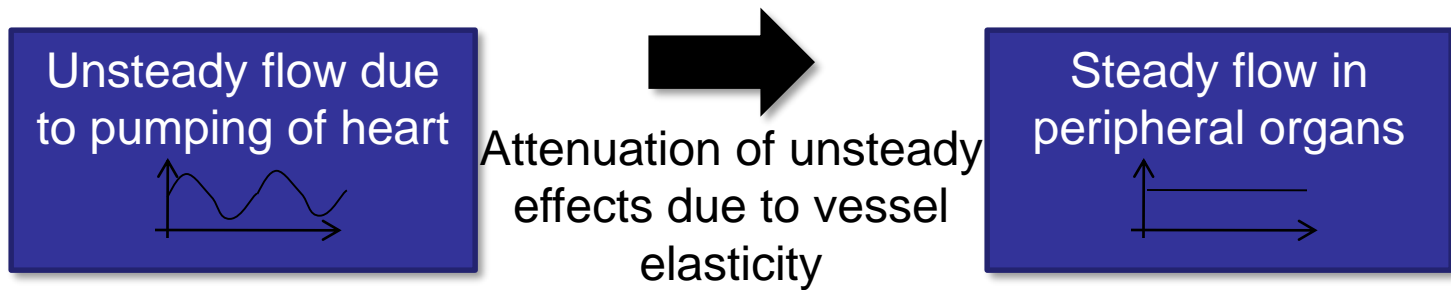 Unsteady flow due
to pumping of heart
Attenuation of unsteady
effects due to vessel
elasticity
Steady flow in
peripheral organs